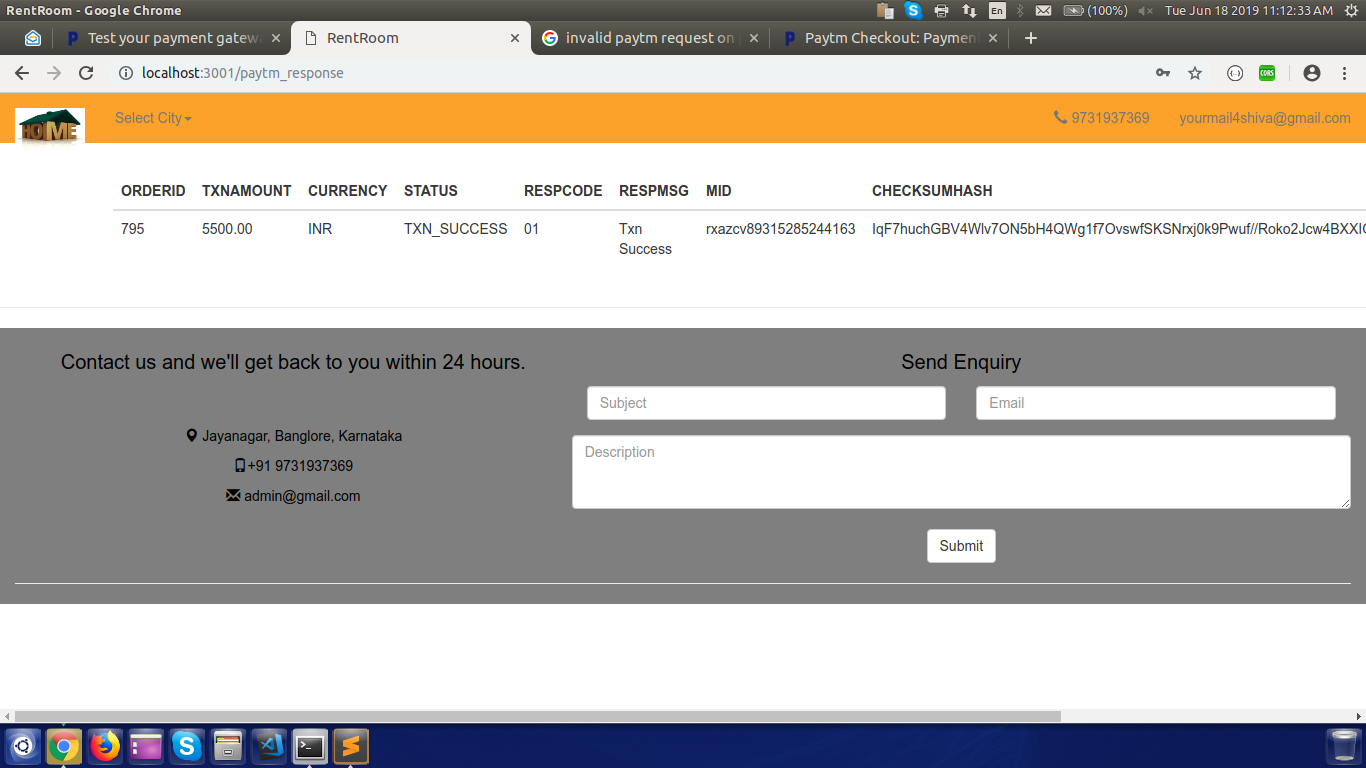 RentRoom - Google Chrome
En
(100%)
Tue Jun 18 2019 11:12:33 AM
Test your payment gatew
RentRoom
invalid paytm request on
Paytm Checkout: Paymen
localhost:3001/paytm_response
CORS
HOME
Select City
9731937369
yourmail4shiva@gmail.com
ORDERID TXNAMOUNT CURRENCY STATUS RESPCODE RESPMSG MID CHECKSUMHASH
795 5500.00 INR TXN_SUCCESS 01 Txn rxazcv89315285244163 IqF7huchGBV4Wlv7ON5bH4QWg1f7OvswfSKSNrxj0k9Pwuf//Roko2Jcw4BXXI
Success
Contact us and we'll get back to you within 24 hours.
Jayanagar, Banglore, Karnataka
+91 9731937369
admin@gmail.com
Send Enquiry
Subject
Email
Description
Submit